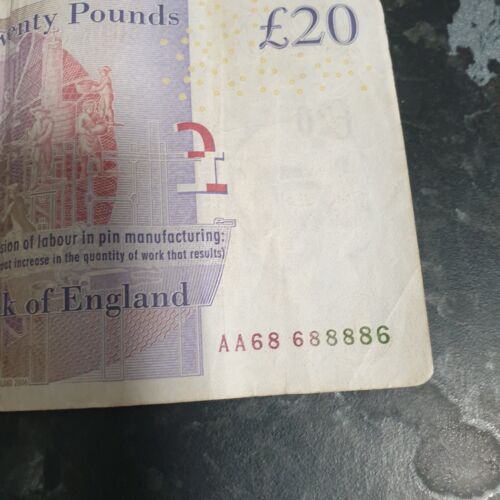 wenty Pounds £20
sion of labour in pin manufacturing:
eat increase in the quantity of work that results)
k of England
AA68 688886